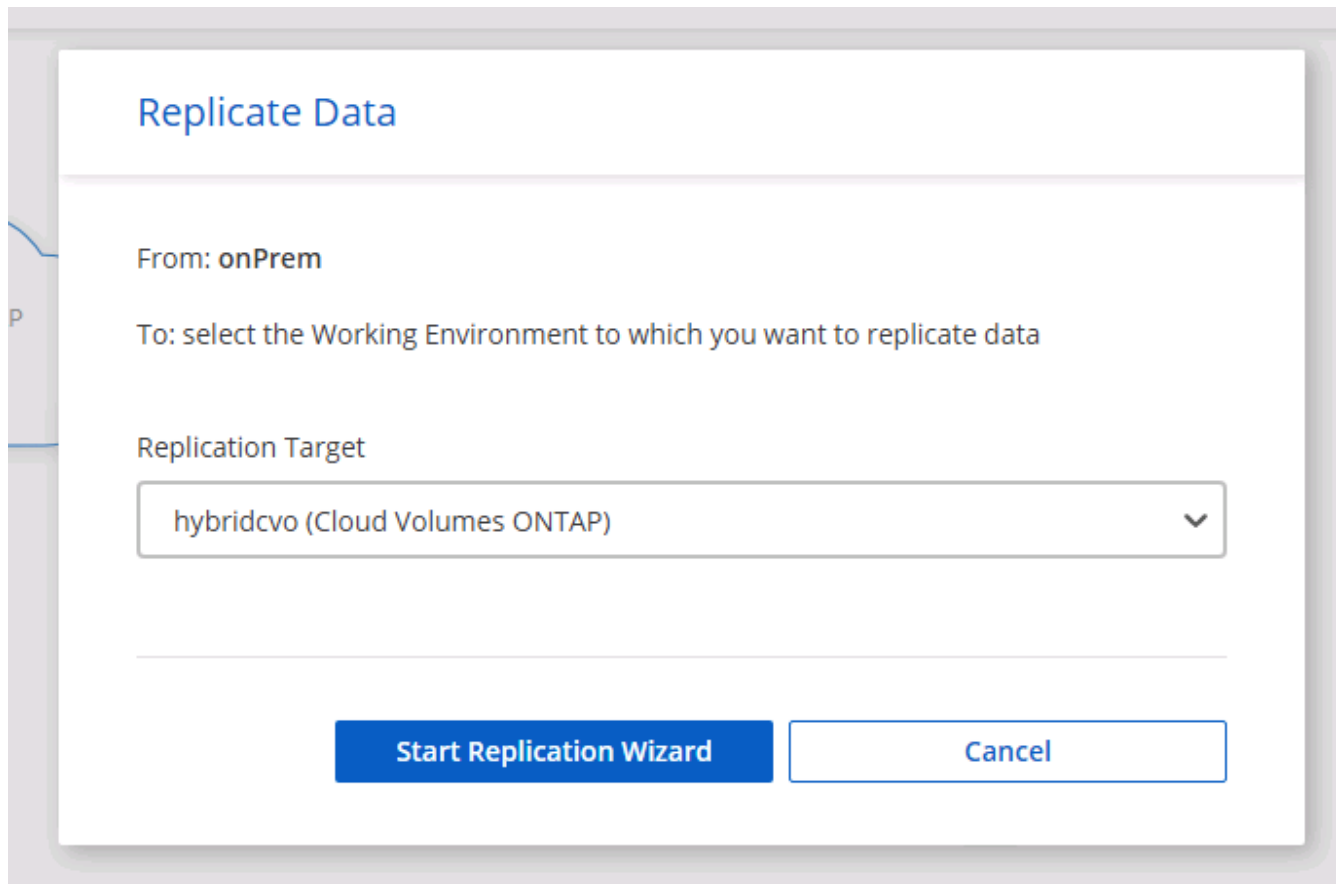 Replicate Data
From: onPrem
P
To: select the Working Environment to which you want to replicate data
Replication Target
hybridcvo (Cloud Volumes ONTAP)
Start Replication Wizard
Cancel